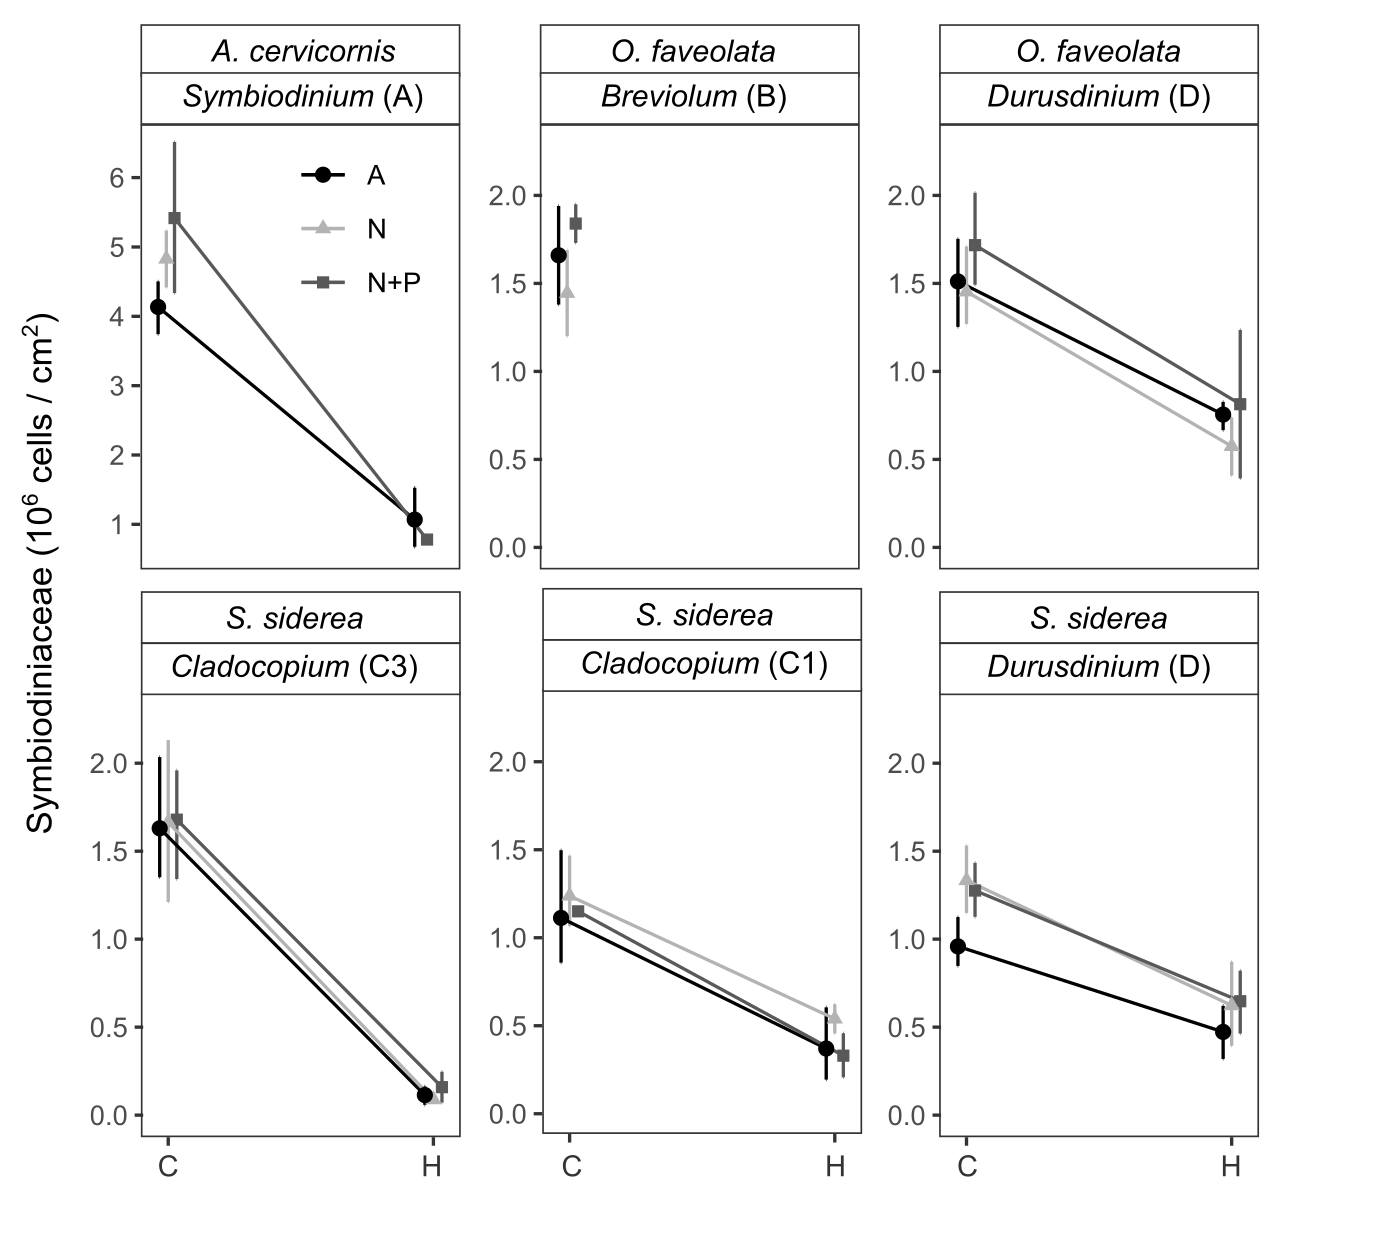 A. cervicornis
Symbiodinium (A)
O. faveolata
Breviolum (B)
O. faveolata
Durusdinium (D)
A
N
N+P
6
5
4
3
2
1
2.0
1.5
1.0
0.5
0.0
2.0
1.5
1.0
0.5
0.0
Symbiodiniaceae (10⁶ cells / cm²)
S. siderea
Cladocopium (C3)
S. siderea
Cladocopium (C1)
S. siderea
Durusdinium (D)
2.0
1.5
1.0
0.5
0.0
2.0
1.5
1.0
0.5
0.0
2.0
1.5
1.0
0.5
0.0
C H
C H
C H